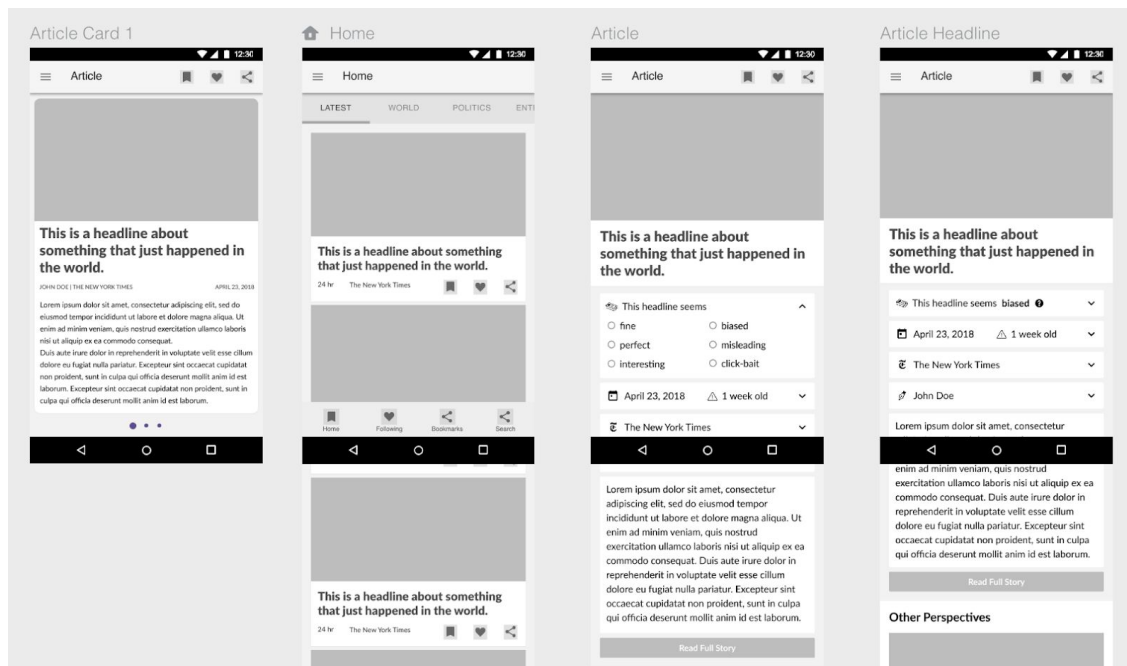 Article Card 1
12:30
Article
This is a headline about
something that just happened in
the world.
JOHN DOE | THE NEW YORK TIMES
APRIL 23, 2018
Lorem ipsum dolor sit amet, consectetur adipiscing elit, sed do
eiusmod tempor incididunt ut labore et dolore magna aliqua. Ut
enim ad minim veniam, quis nostrud exercitation ullamco laboris
nisi ut aliquip ex ea commodo consequat.
Duis aute irure dolor in reprehenderit in voluptate velit esse cillum
dolore eu fugiat nulla pariatur. Excepteur sint occaecat cupidatat
non proident, sunt in culpa qui officia deserunt mollit anim id est
laborum. Excepteur sint occaecat cupidatat non proident, sunt in
culpa qui officia deserunt mollit anim id est laborum.
Home
12:30
Home
LATEST
WORLD
POLITICS
ENTI
This is a headline about something
that just happened in the world.
24 hr
The New York Times
Home
Following
Bookmarks
Search
This is a headline about something
that just happened in the world.
24 hr
The New York Times
Article
12:30
Article
This is a headline about
something that just happened in
the world.
This headline seems
fine
biased
perfect
misleading
interesting
click-bait
April 23, 2018
1 week old
The New York Times
Lorem ipsum dolor sit amet, consectetur
adipiscing elit, sed do eiusmod tempor
incididunt ut labore et dolore magna aliqua. Ut
enim ad minim veniam, quis nostrud
exercitation ullamco laboris nisi ut aliquip ex ea
commodo consequat. Duis aute irure dolor in
reprehenderit in voluptate velit esse cillum
dolore eu fugiat nulla pariatur. Excepteur sint
occaecat cupidatat non proident, sunt in culpa
qui officia deserunt mollit anim id est laborum.
Read Full Story
Article Headline
12:30
Article
This is a headline about
something that just happened in
the world.
This headline seems biased ?
April 23, 2018
1 week old
The New York Times
John Doe
Lorem ipsum dolor sit amet, consectetur
enim ad minim veniam, quis nostrud
exercitation ullamco laboris nisi ut aliquip ex ea
commodo consequat. Duis aute irure dolor in
reprehenderit in voluptate velit esse cillum
dolore eu fugiat nulla pariatur. Excepteur sint
occaecat cupidatat non proident, sunt in culpa
qui officia deserunt mollit anim id est laborum.
Read Full Story
Other Perspectives